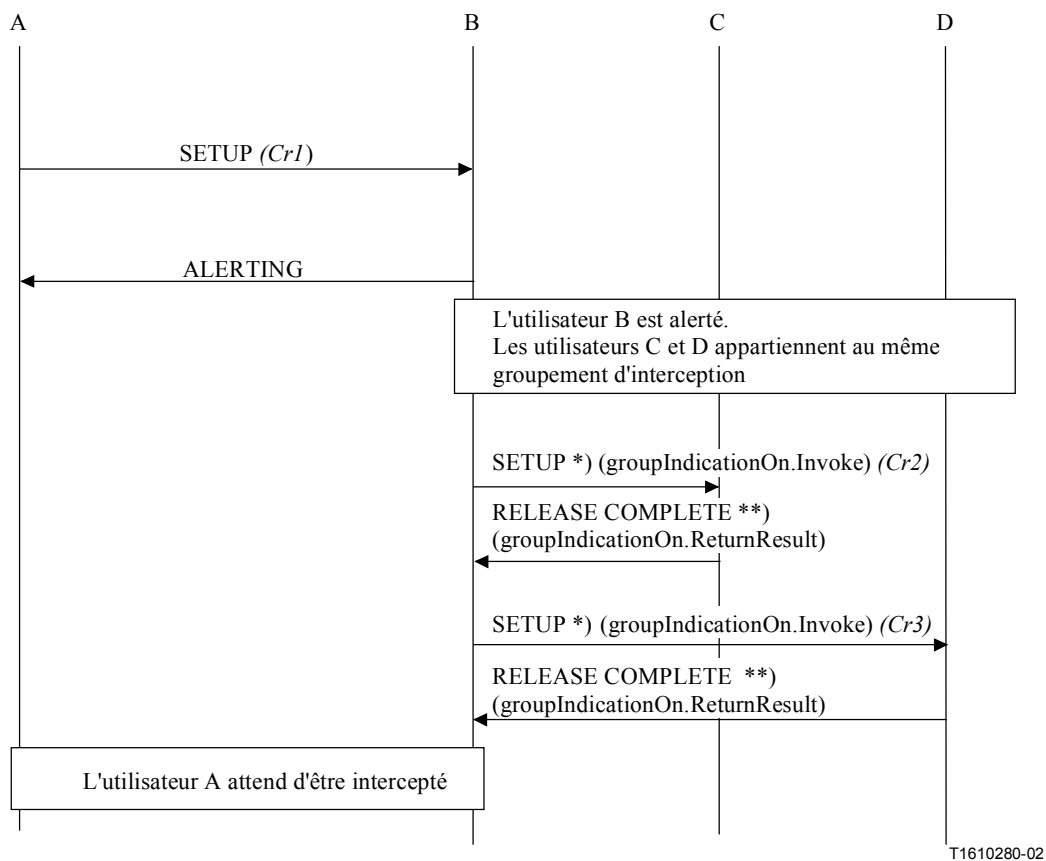 A B C D
SETUP (Cr1)
ALERTING
L'utilisateur B est alerté.
Les utilisateurs C et D appartiennent au même
groupement d'interception
SETUP *) (groupIndicationOn.Invoke) (Cr2)
RELEASE COMPLETE **)
(groupIndicationOn.ReturnResult)
SETUP *) (groupIndicationOn.Invoke) (Cr3)
RELEASE COMPLETE **)
(groupIndicationOn.ReturnResult)
L'utilisateur A attend d'être intercepté
T1610280-02